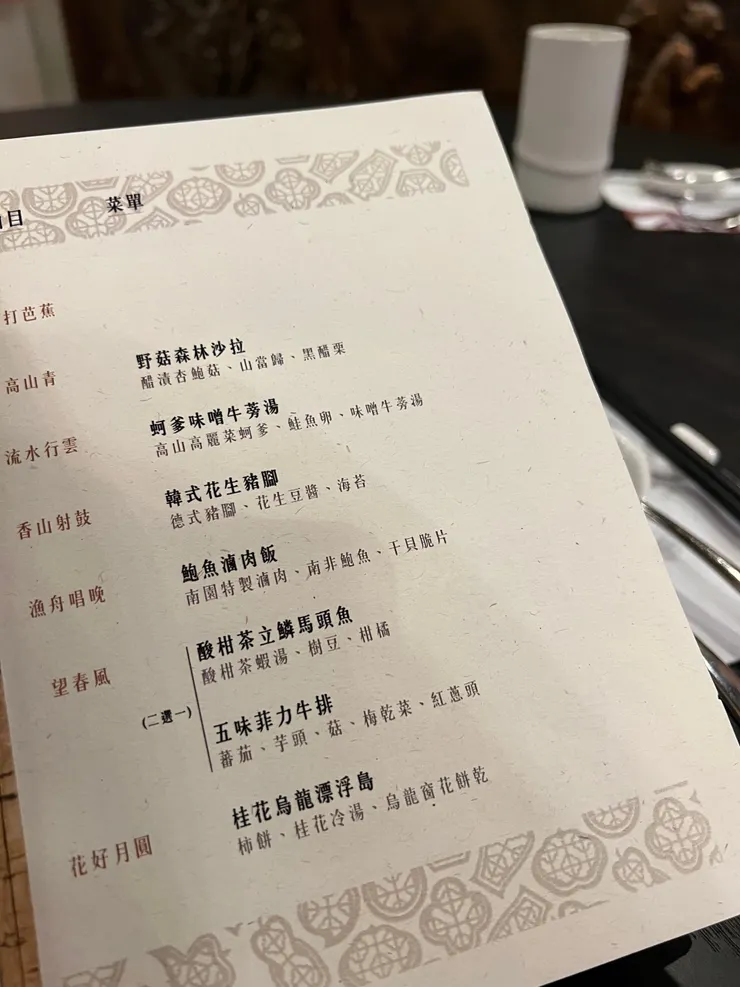 目
菜單
打芭蕉
高山青
野菇森林沙拉
醋漬杏鮑菇、山當歸、黑醋栗
流水行雲
蚵爹味噌牛蒡湯
高山高麗菜蚵爹、鮭魚卵、味噌牛蒡湯
香山射鼓
韓式花生豬腳
德式豬腳、花生豆醬、海苔
漁舟唱晚
鮑魚滷肉飯
南園特製滷肉、南非鮑魚、干貝脆片
望春風
(二選一)
酸柑茶立鱗馬頭魚
酸柑茶蝦湯、樹豆、柑橘
五味菲力牛排
蕃茄、芋頭、菇、梅乾菜、紅蔥頭
花好月圓
桂花烏龍漂浮島
柿餅、桂花冷湯、烏龍窗花餅乾